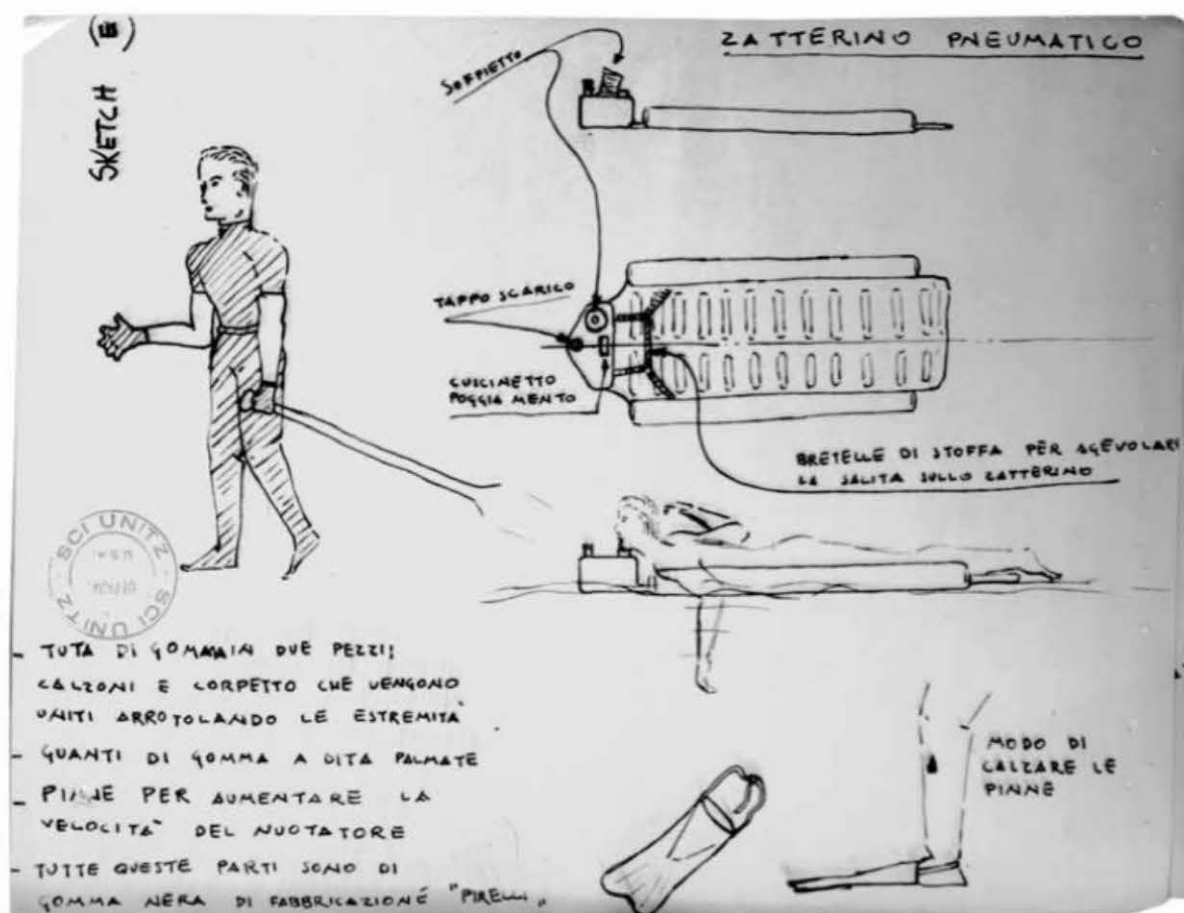 SKETCH (E)
ZATTERINO PNEUMATICO
SOFFIETTO
TAPPO SCARICO
CUSCINETTO
POGGIA MENTO
BRETELLE DI STOFFA PER AGEVOLARE
LA SALITA SULLO ZATTERINO
SCI UNITZ · SCI UNITZ
- TUTA DI GOMMA IN DUE PEZZI:
CALZONI E CORPETTO CHE VENGONO
UNITI ARROTOLANDO LE ESTREMITÀ
- GUANTI DI GOMMA A DITA PALMATE
- PINNE PER AUMENTARE LA
VELOCITÀ DEL NUOTATORE
- TUTTE QUESTE PARTI SONO DI
GOMMA NERA DI FABBRICAZIONE "PIRELLI"
MODO DI
CALZARE LE
PINNE